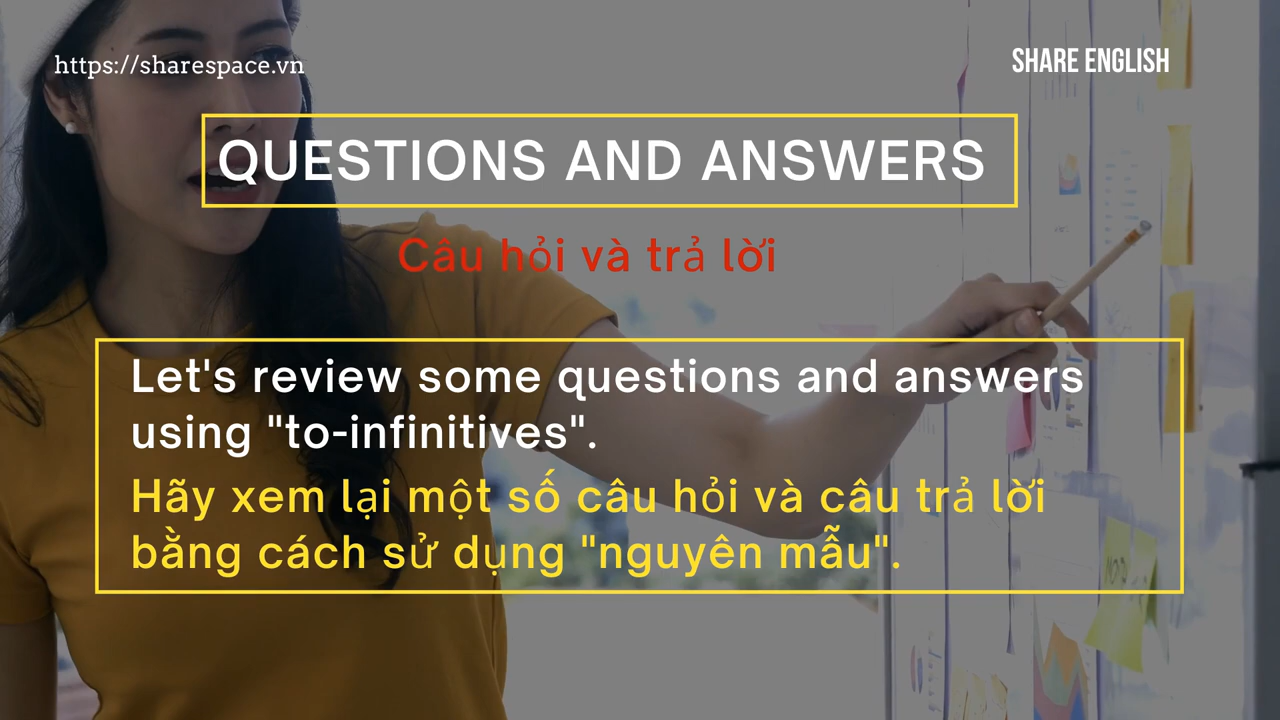 https://sharespace.vn
SHARE ENGLISH
QUESTIONS AND ANSWERS
Câu hỏi và trả lời
Let's review some questions and answers
using "to-infinitives".
Hãy xem lại một số câu hỏi và câu trả lời
bằng cách sử dụng "nguyên mẫu".